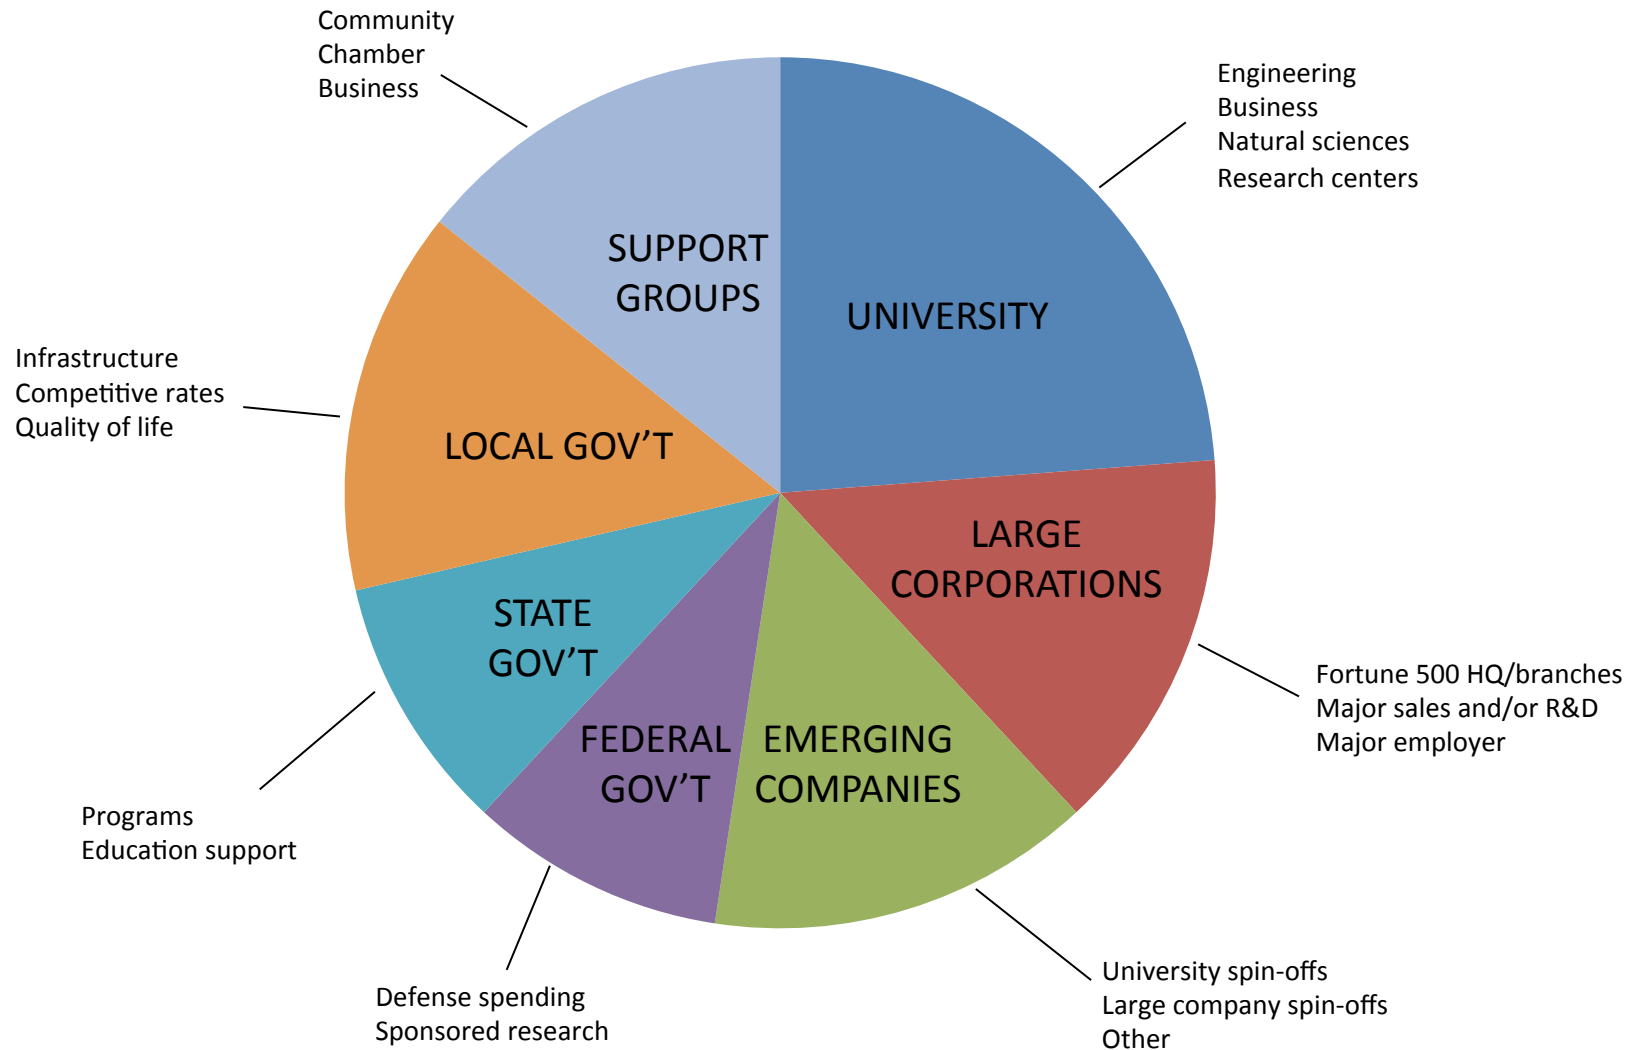 Community
Chamber
Business
Engineering
Business
Natural sciences
Research centers
SUPPORT
GROUPS
UNIVERSITY
Infrastructure
Competitive rates
Quality of life
LOCAL GOV’T
LARGE
CORPORATIONS
STATE
GOV’T
Fortune 500 HQ/branches
Major sales and/or R&D
Major employer
FEDERAL
GOV’T
EMERGING
COMPANIES
Programs
Education support
Defense spending
Sponsored research
University spin-offs
Large company spin-offs
Other